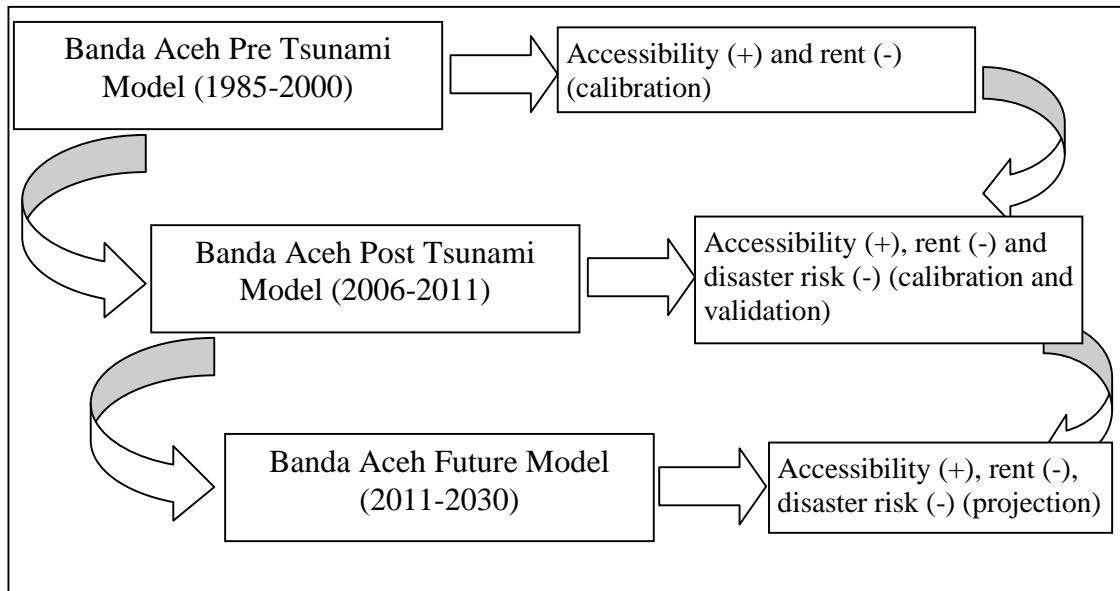 Banda Aceh Pre Tsunami
Model (1985-2000)
Accessibility (+) and rent (-)
(calibration)
Banda Aceh Post Tsunami
Model (2006-2011)
Accessibility (+), rent (-) and
disaster risk (-) (calibration and
validation)
Banda Aceh Future Model
(2011-2030)
Accessibility (+), rent (-),
disaster risk (-) (projection)